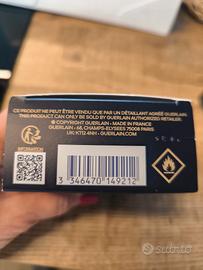 CE PRODUIT NE PEUT ÊTRE VENDU QUE PAR UN DÉTAILLANT AGRÉÉ GUERLAIN.
THIS PRODUCT CAN ONLY BE SOLD BY GUERLAIN AUTHORIZED RETAILER.
© COPYRIGHT GUERLAIN - MADE IN FRANCE
GUERLAIN - 68, CHAMPS-ELYSEES 75008 PARIS
UK: KT12 4NH - GUERLAIN.COM
INFORMATION
3 346470 149212
Subito